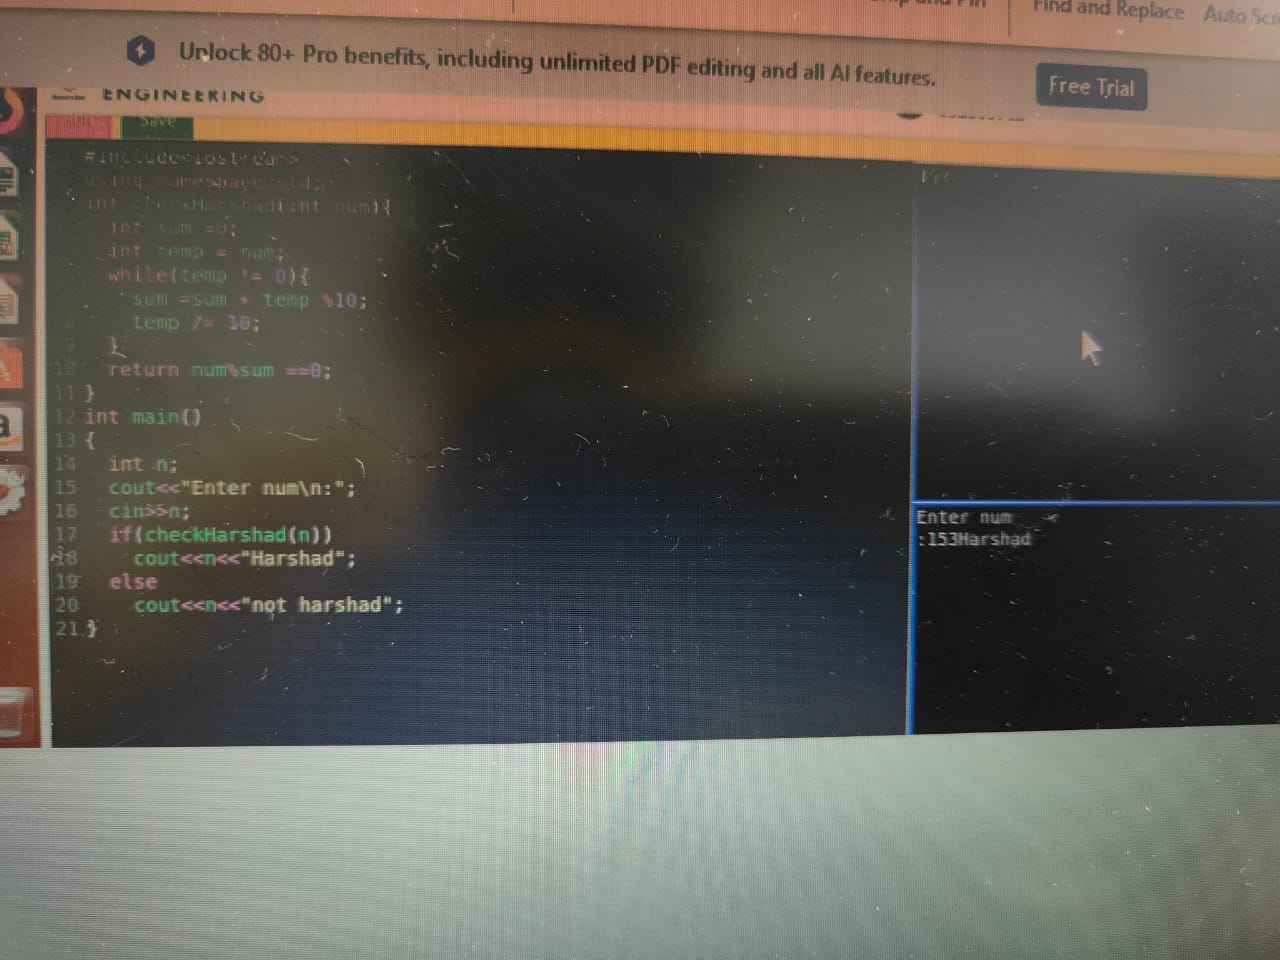 Find and Replace
Unlock 80+ Pro benefits, including unlimited PDF editing and all AI features.
Free Trial
ENGINEERING
Save
#include<iostream>
using namespace std;
int checkHarshad(int num){
int sum =0;
int temp = num;
while(temp != 0){
sum =sum + temp %10;
temp /= 10;
}
10 return num%sum ==0;
11 }
12 int main()
13 {
14 int n;
15 cout<<"Enter num\n:";
16 cin>>n;
17 if(checkHarshad(n))
18 cout<<n<<"Harshad";
19 else
20 cout<<n<<"not harshad";
21 }
Enter num
:153Harshad